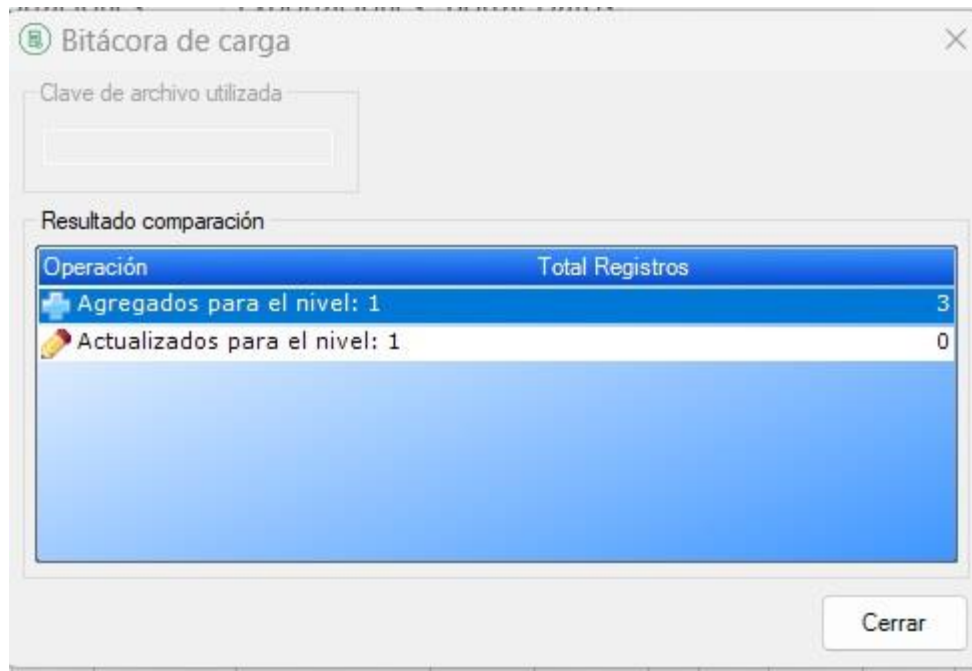 Bitácora de carga
Clave de archivo utilizada
Resultado comparación
Operación Total Registros
Agregados para el nivel: 1 3
Actualizados para el nivel: 1 0
Cerrar